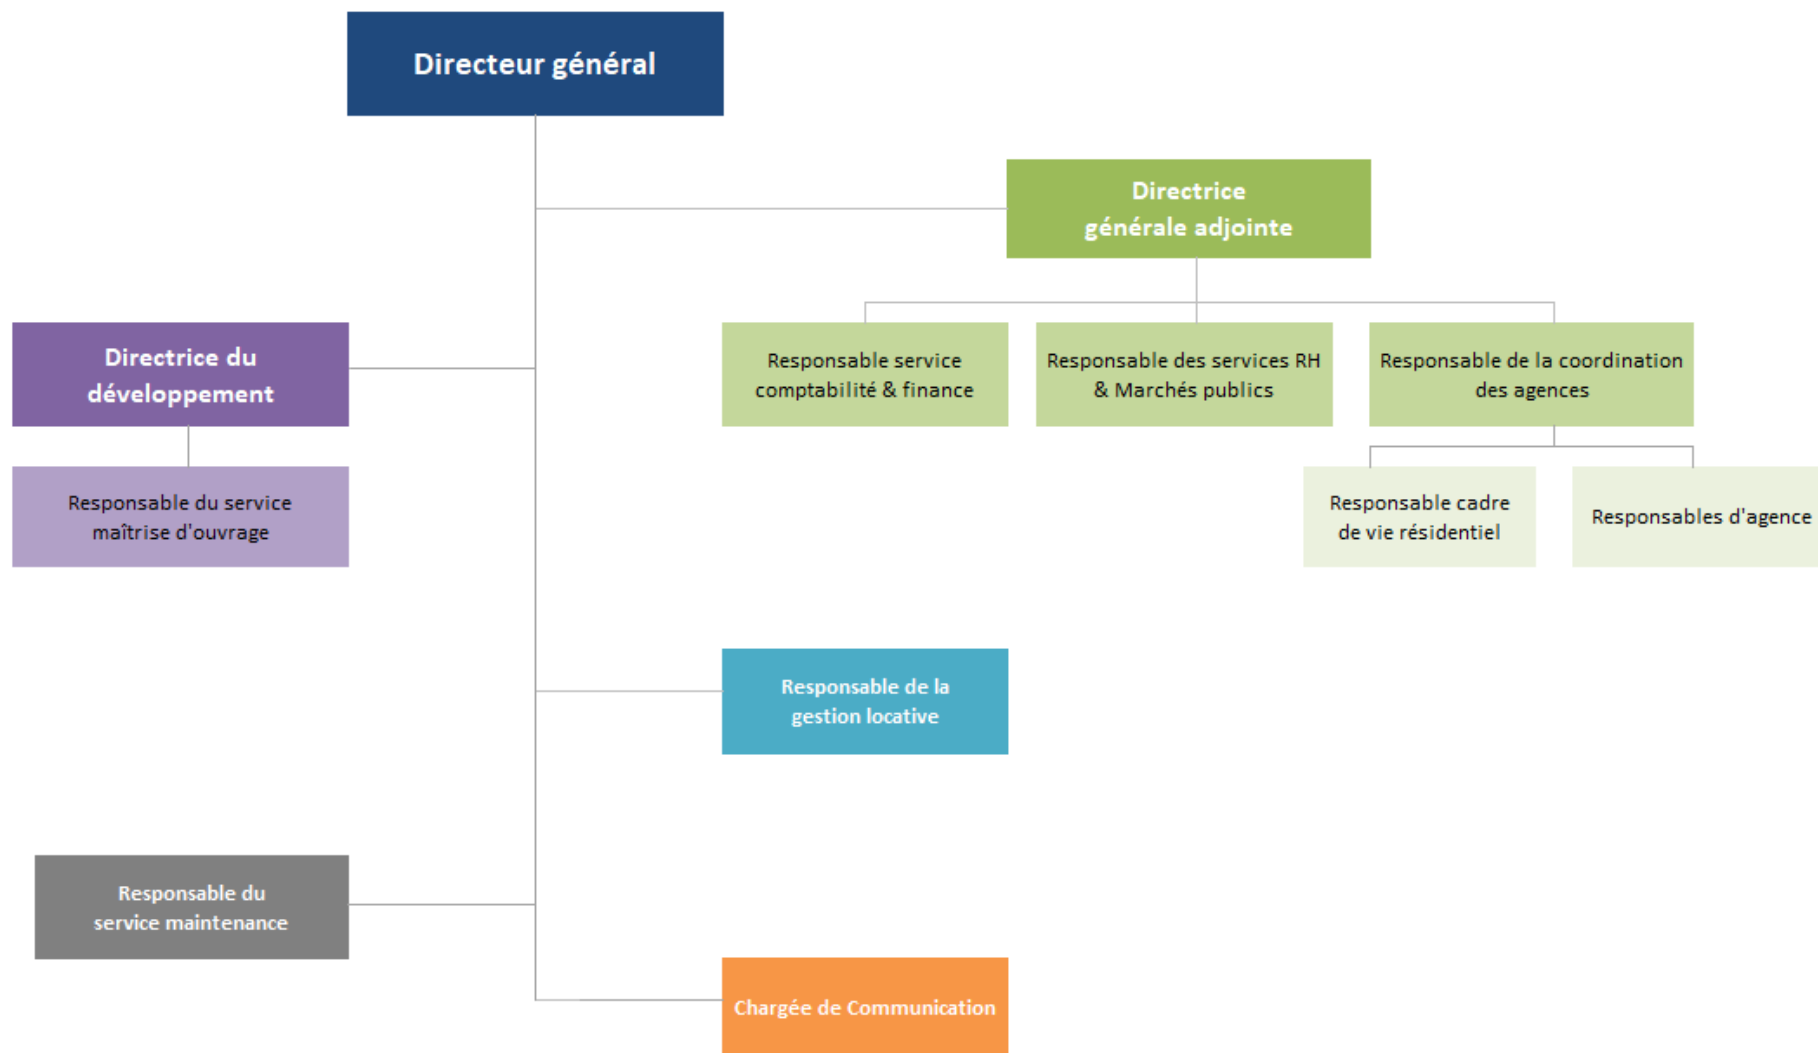 Directeur général
Directrice
générale adjointe
Directrice du
développement
Responsable service
comptabilité & finance
Responsable des services RH
& Marchés publics
Responsable de la coordination
des agences
Responsable du service
maîtrise d'ouvrage
Responsable cadre
de vie résidentiel
Responsables d'agence
Responsable de la
gestion locative
Responsable du
service maintenance
Chargée de Communication